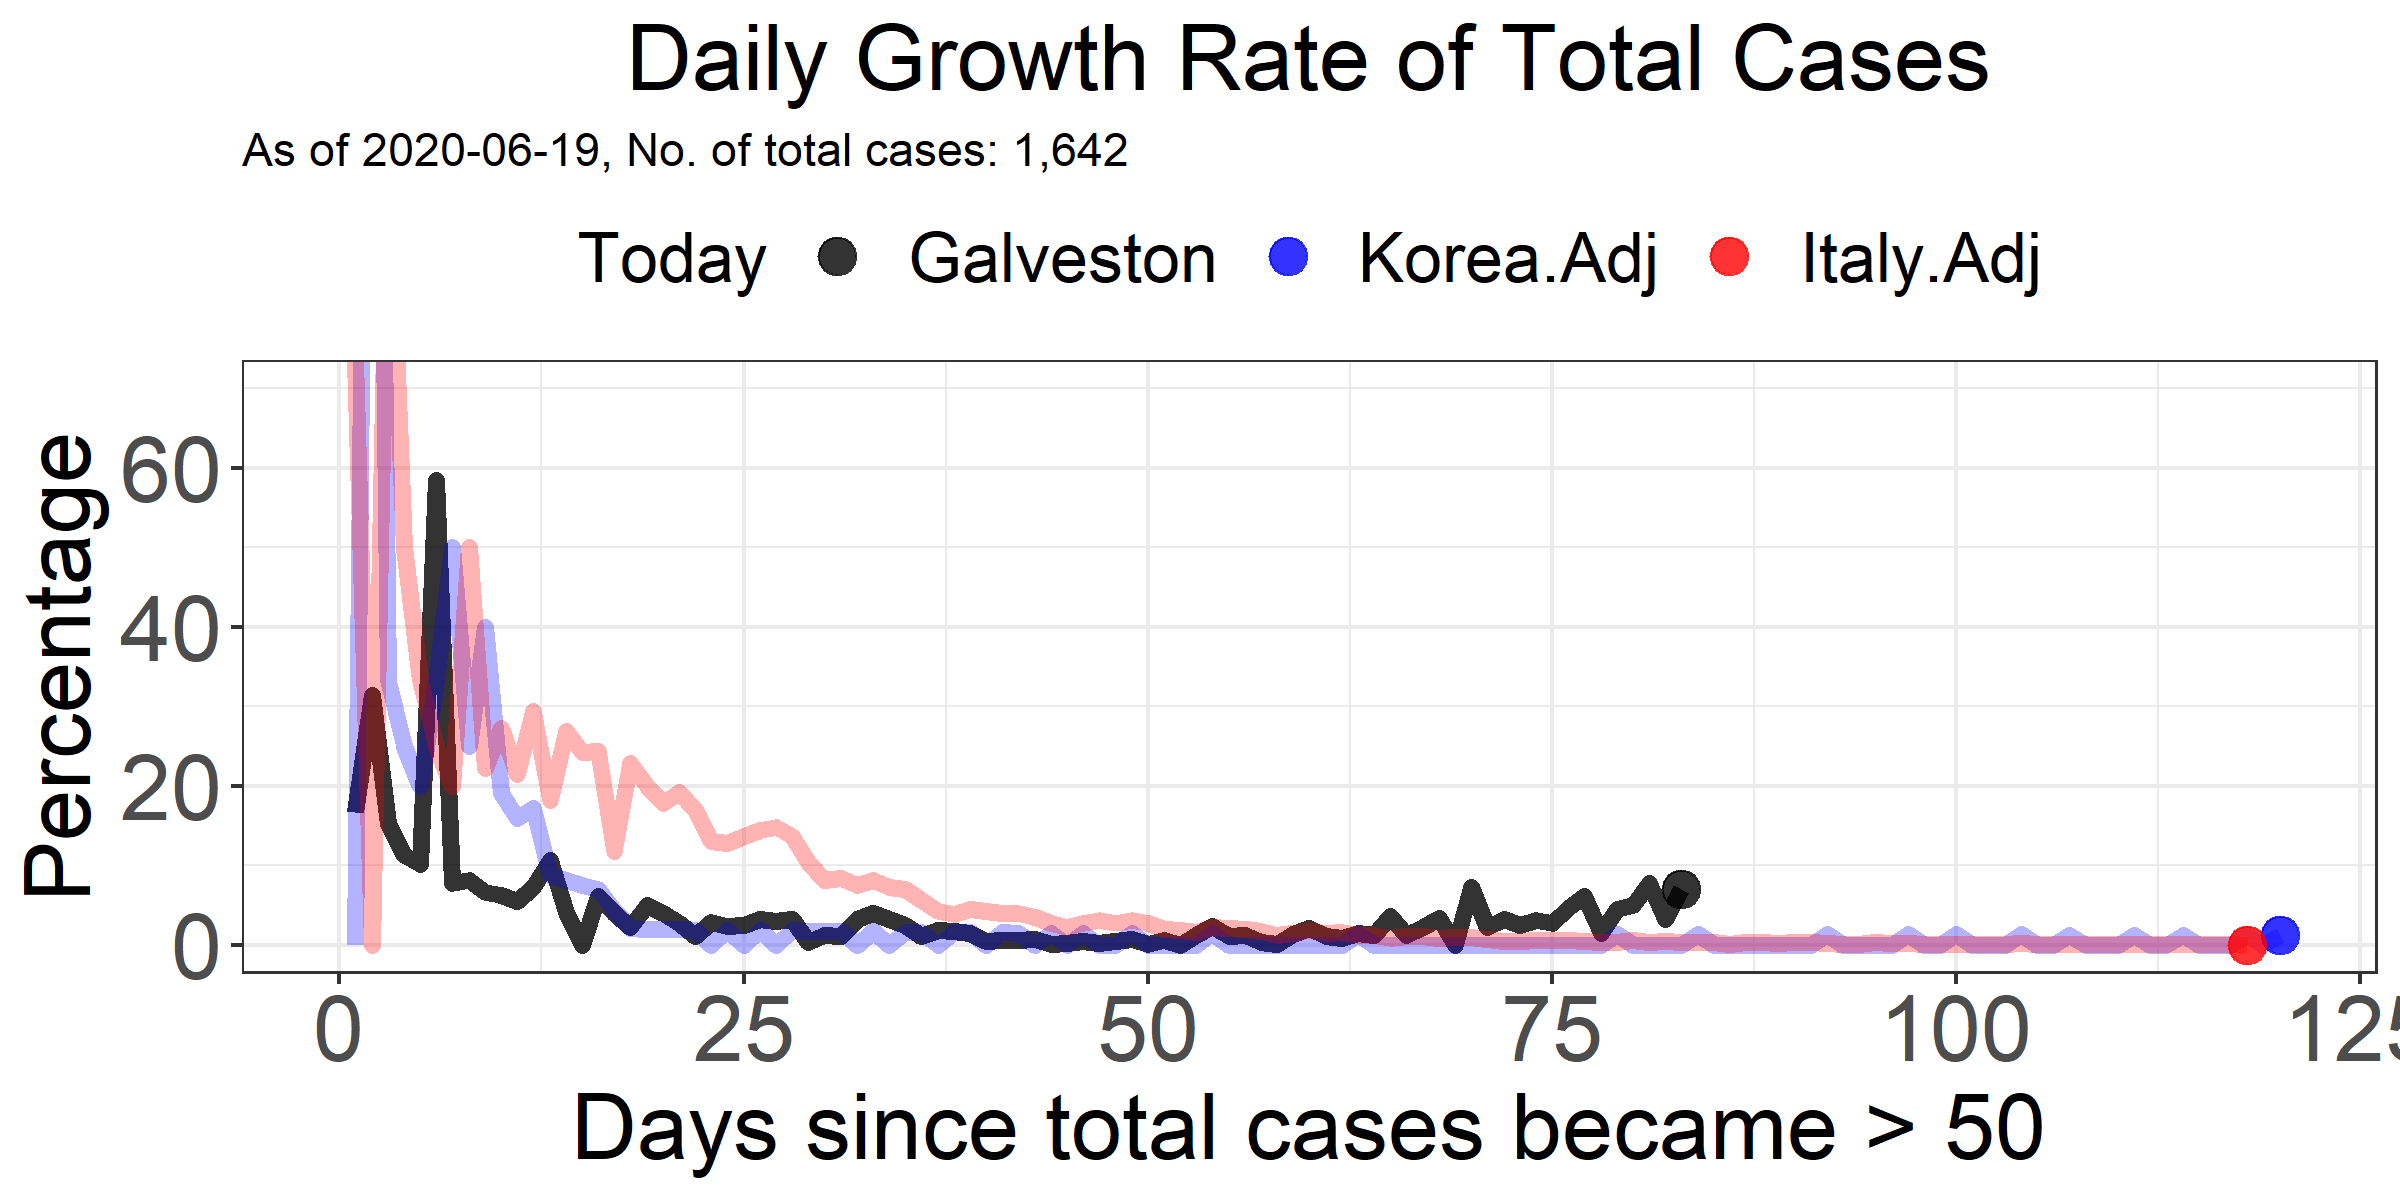 Daily Growth Rate of Total Cases
As of 2020-06-19, No. of total cases: 1,642
Today Galveston Korea.Adj Italy.Adj
Percentage
60
40
20
0
0 25 50 75 100 125
Days since total cases became > 50